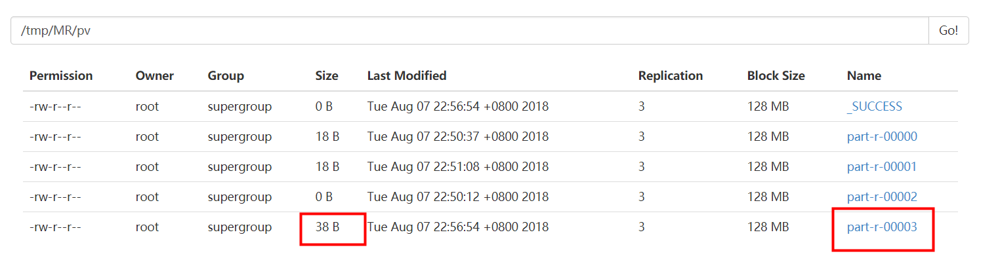 /tmp/MR/pv Go!
Permission Owner Group Size Last Modified Replication Block Size Name
-rw-r--r-- root supergroup 0 B Tue Aug 07 22:56:54 +0800 2018 3 128 MB _SUCCESS
-rw-r--r-- root supergroup 18 B Tue Aug 07 22:50:37 +0800 2018 3 128 MB part-r-00000
-rw-r--r-- root supergroup 18 B Tue Aug 07 22:51:08 +0800 2018 3 128 MB part-r-00001
-rw-r--r-- root supergroup 0 B Tue Aug 07 22:50:12 +0800 2018 3 128 MB part-r-00002
-rw-r--r-- root supergroup 38 B Tue Aug 07 22:56:54 +0800 2018 3 128 MB part-r-00003